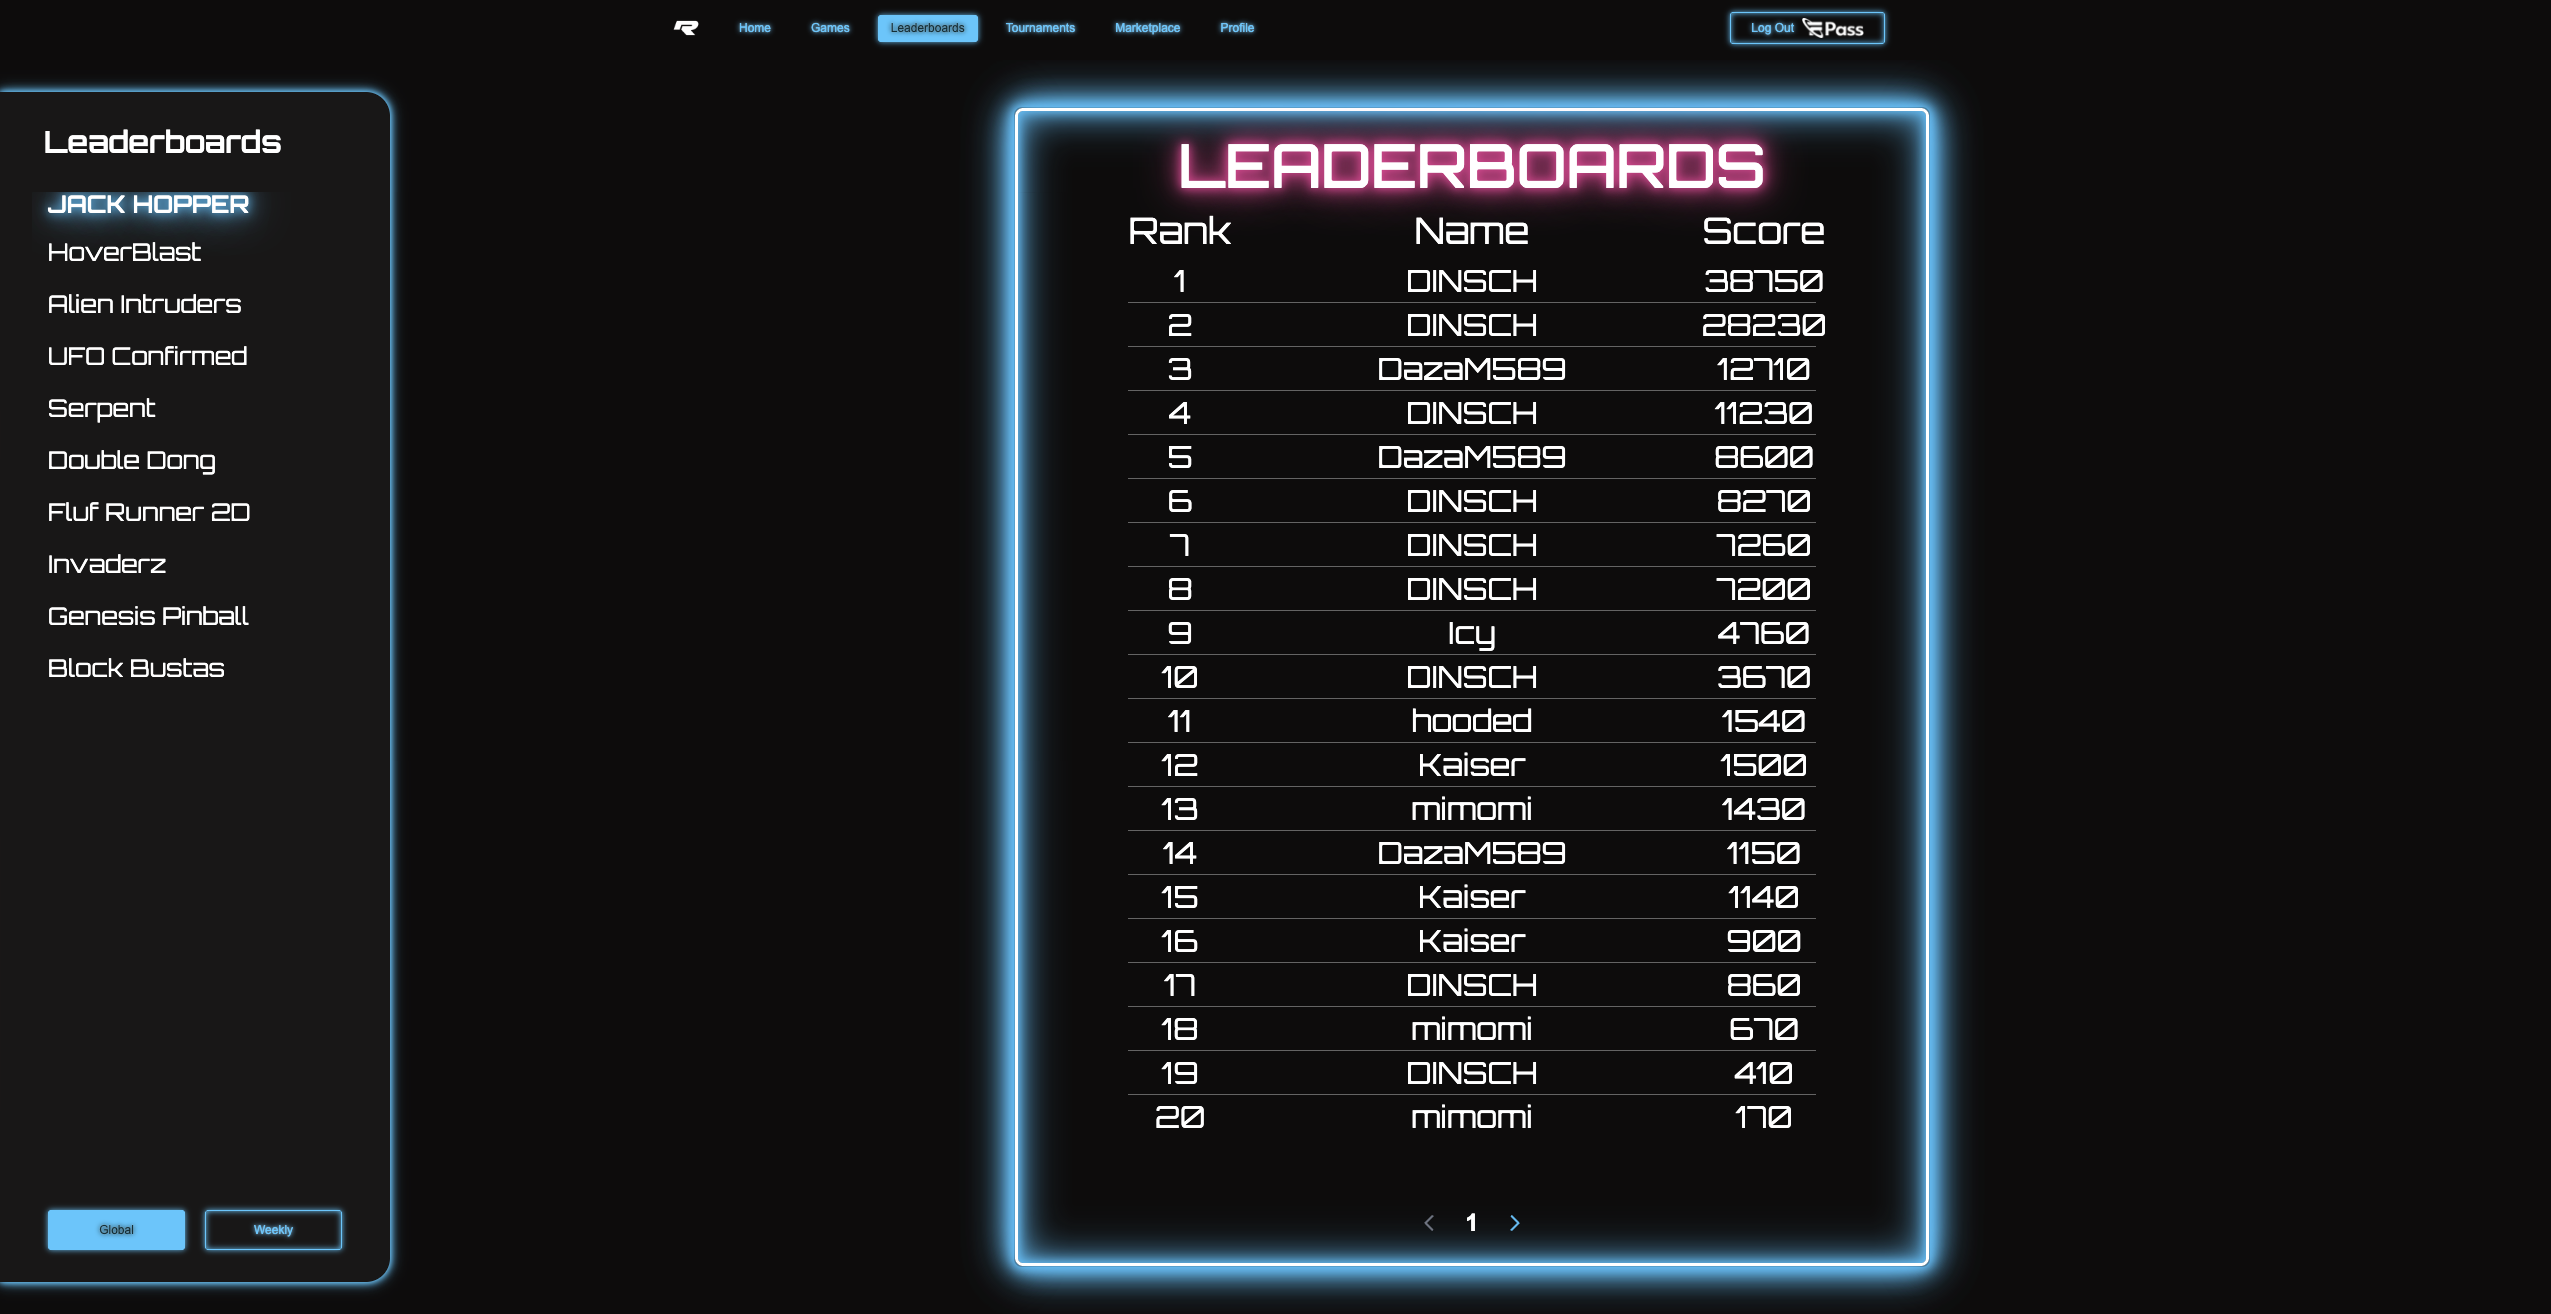 Home Games Leaderboards Tournaments Marketplace Profile Log Out Pass
Leaderboards
JACK HOPPER
HoverBlast
Alien Intruders
UFO Confirmed
Serpent
Double Dong
Fluf Runner 2D
Invaderz
Genesis Pinball
Block Bustas
Global Weekly
LEADERBOARDS
Rank Name Score
1 DINSCH 38750
2 DINSCH 28230
3 DazaM589 12710
4 DINSCH 11230
5 DazaM589 8600
6 DINSCH 8270
7 DINSCH 7260
8 DINSCH 7200
9 Icy 4760
10 DINSCH 3670
11 hooded 1540
12 Kaiser 1500
13 mimomi 1430
14 DazaM589 1150
15 Kaiser 1140
16 Kaiser 900
17 DINSCH 860
18 mimomi 670
19 DINSCH 410
20 mimomi 170
1